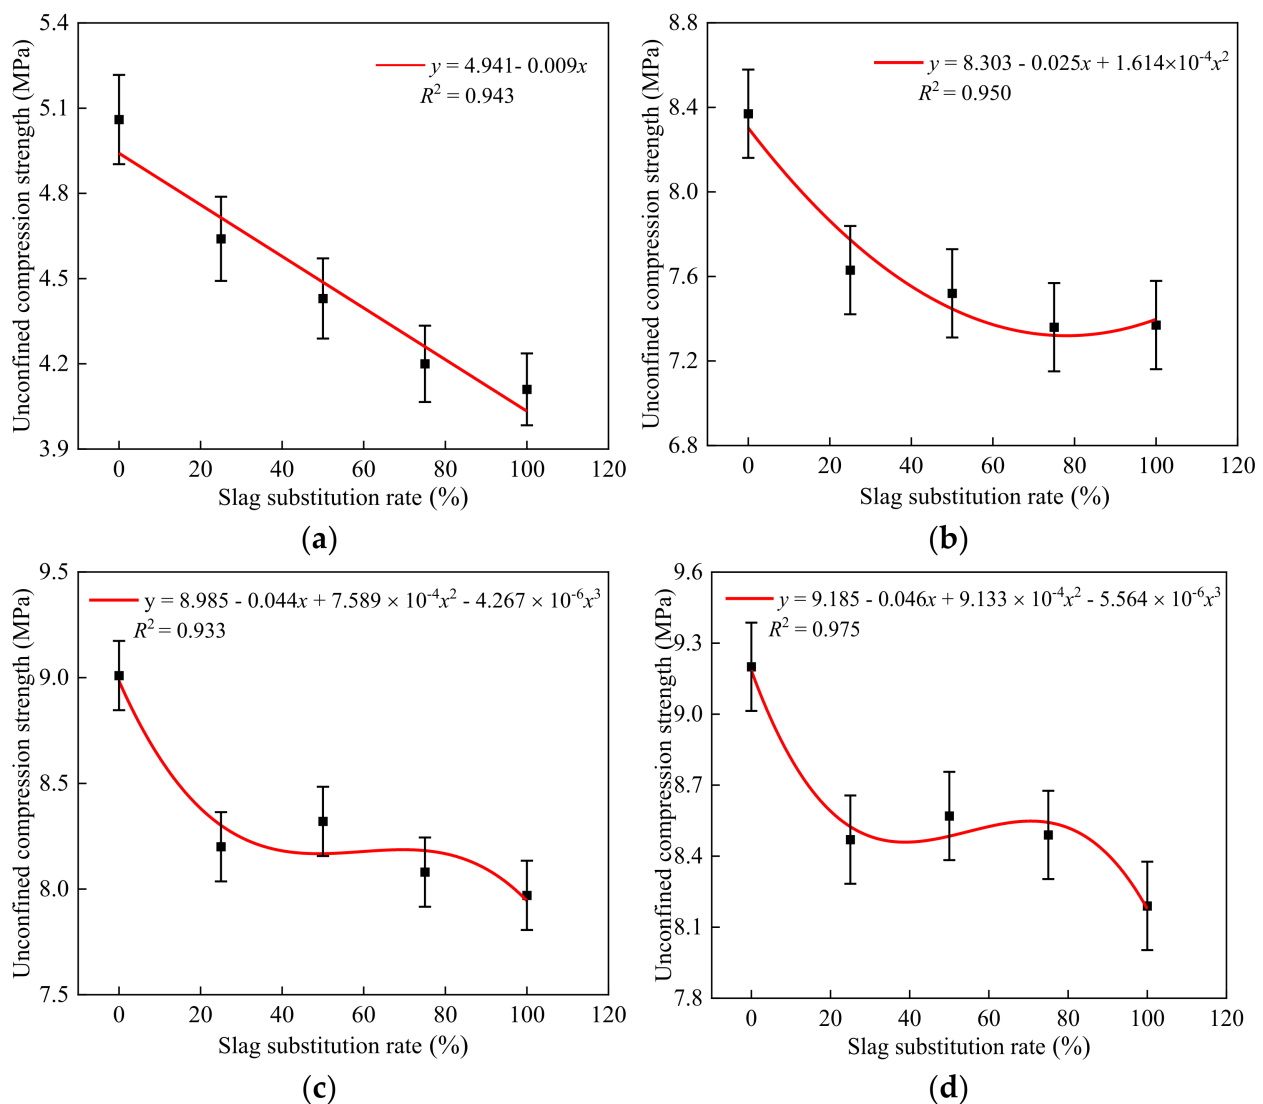 5.4
5.1
4.8
4.5
4.2
3.9
Unconfined compression strength (MPa)
y = 4.941- 0.009x
R² = 0.943
0 20 40 60 80 100 120
Slag substitution rate (%)
(a)
8.8
8.4
8.0
7.6
7.2
6.8
Unconfined compression strength (MPa)
y = 8.303 - 0.025x + 1.614×10⁻⁴x²
R² = 0.950
0 20 40 60 80 100 120
Slag substitution rate (%)
(b)
9.5
9.0
8.5
8.0
7.5
Unconfined compression strength (MPa)
y = 8.985 - 0.044x + 7.589 × 10⁻⁴x² - 4.267 × 10⁻⁶x³
R² = 0.933
0 20 40 60 80 100 120
Slag substitution rate (%)
(c)
9.6
9.3
9.0
8.7
8.4
8.1
7.8
Unconfined compression strength (MPa)
y = 9.185 - 0.046x + 9.133 × 10⁻⁴x² - 5.564 × 10⁻⁶x³
R² = 0.975
0 20 40 60 80 100 120
Slag substitution rate (%)
(d)